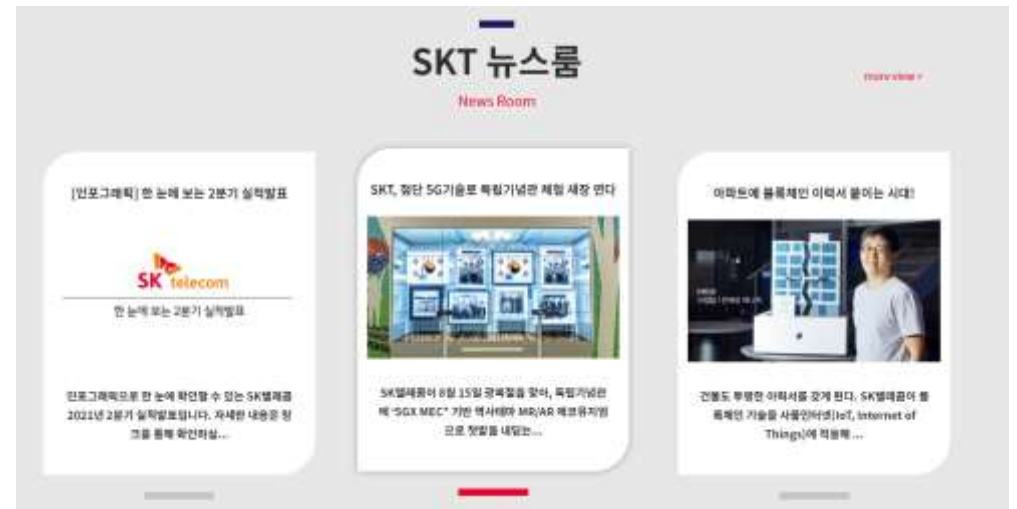 SKT 뉴스룸
News Room
more view +
[인포그래픽] 한 눈에 보는 2분기 실적발표
SK telecom
한 눈에 보는 2분기 실적발표
인포그래픽으로 한 눈에 확인할 수 있는 SK텔레콤
2021년 2분기 실적발표입니다. 자세한 내용은 링
크를 통해 확인하실...
SKT, 첨단 5G기술로 독립기념관 체험 새장 연다
SK텔레콤이 8월 15일 광복절을 맞아, 독립기념관
에 “5GX MEC” 기반 역사테마 MR/AR 에코뮤지엄
으로 첫발을 내딛는...
아파트에 블록체인 이력서 붙이는 시대!
건물도 투명한 이력서를 갖게 된다. SK텔레콤이 블
록체인 기술을 사물인터넷(IoT, Internet of
Things)에 적용해 ...